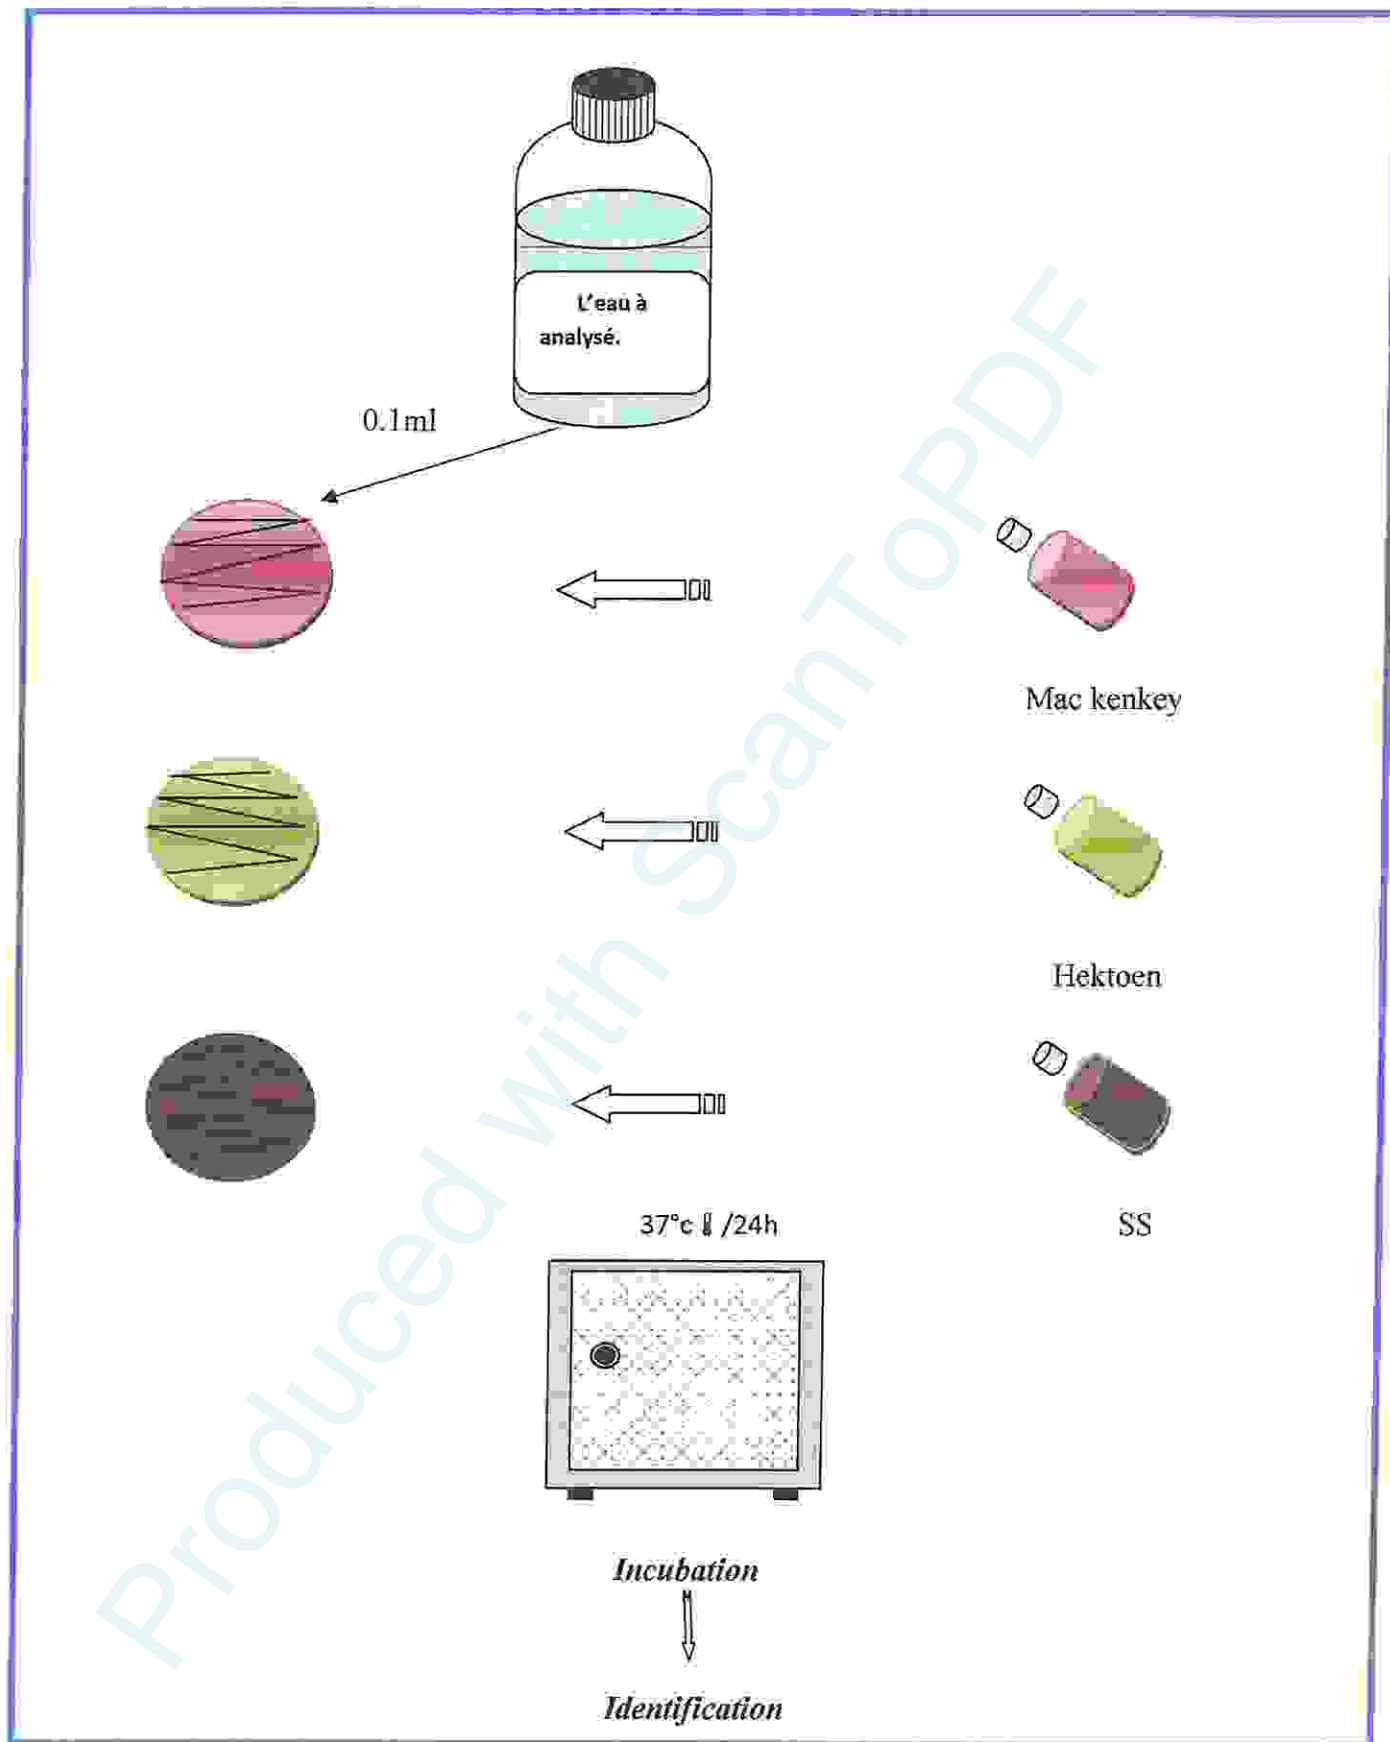 L'eau à
analysé.
0.1ml
Mac kenkey
Hektoen
SS
37°c /24h
Incubation
Identification
Produced with ScanToPDF